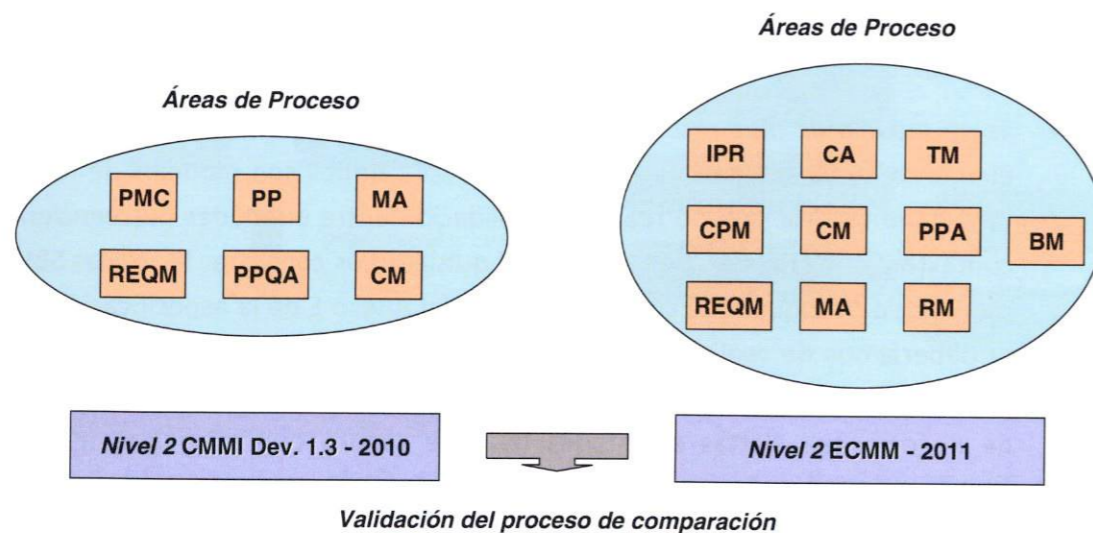 Áreas de Proceso
Áreas de Proceso
PMC PP MA
REQM PPQA CM
IPR CA TM
CPM CM PPA BM
REQM MA RM
Nivel 2 CMMI Dev. 1.3 - 2010
Nivel 2 ECMM - 2011
Validación del proceso de comparación